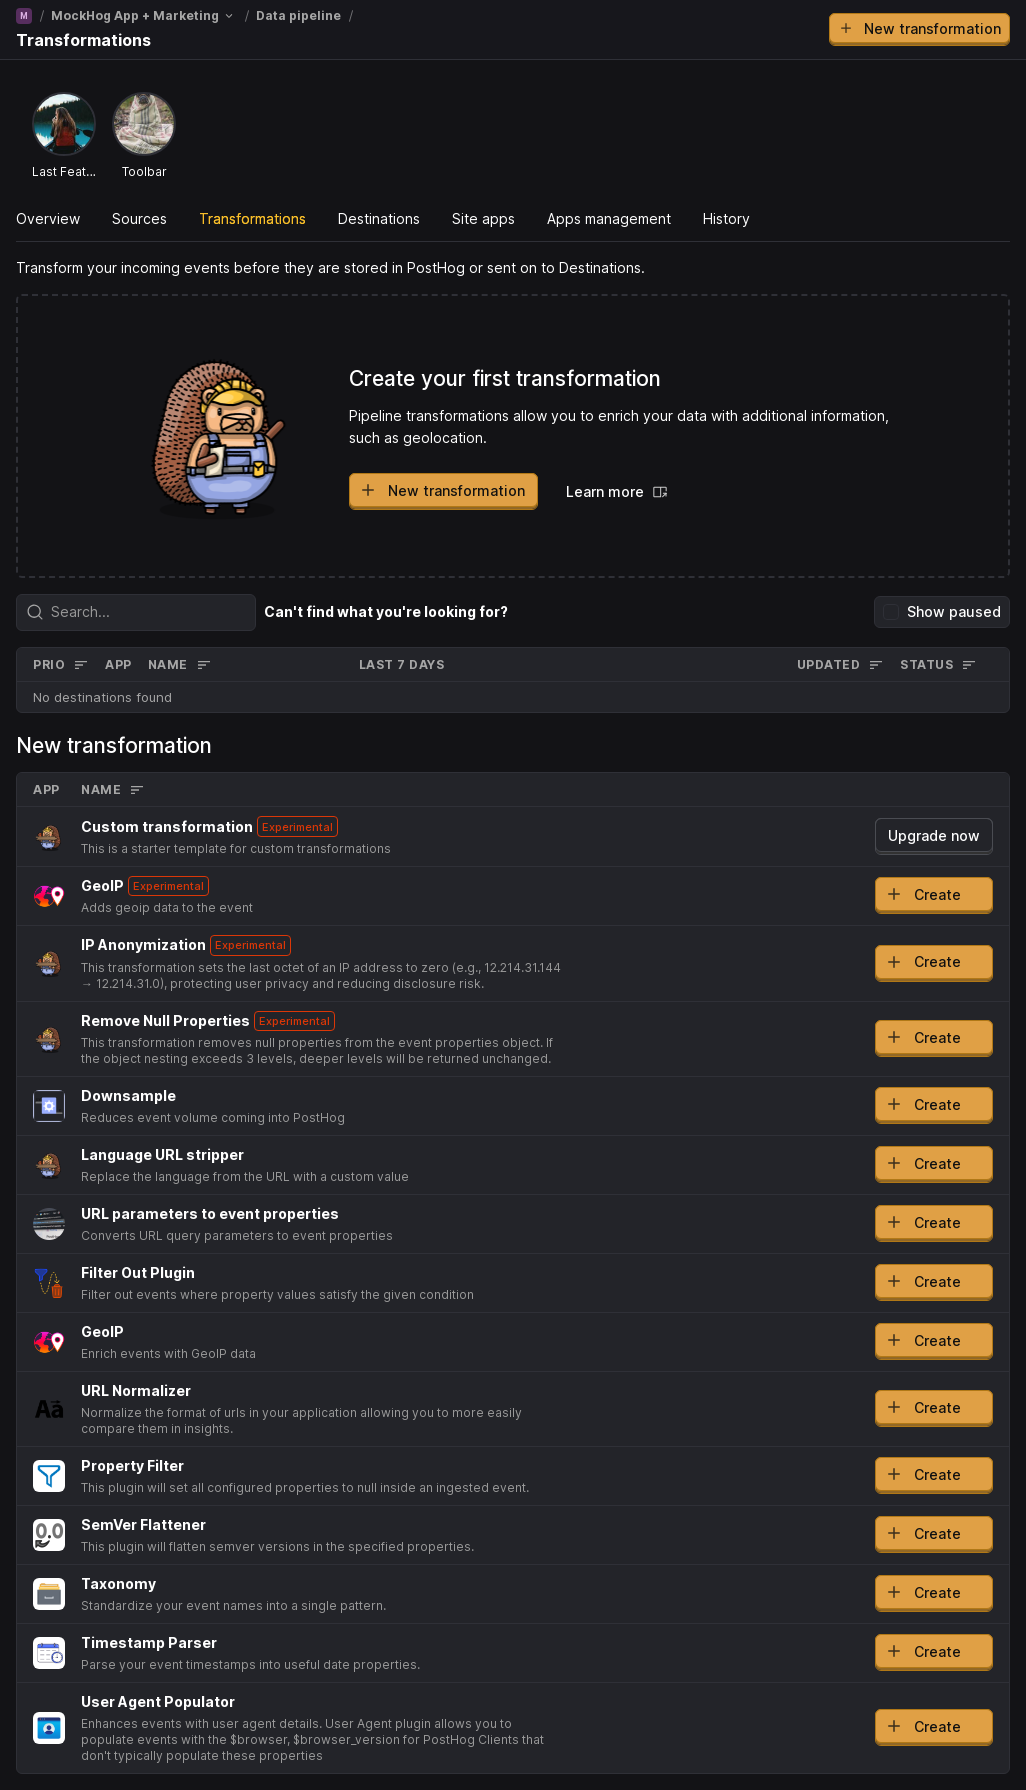 M / MockHog App + Marketing / Data pipeline /
Transformations
New transformation
Last Feat...
Toolbar
Overview Sources Transformations Destinations Site apps Apps management History
Transform your incoming events before they are stored in PostHog or sent on to Destinations.
Create your first transformation
Pipeline transformations allow you to enrich your data with additional information,
such as geolocation.
New transformation Learn more
Search... Can't find what you're looking for? Show paused
PRIO APP NAME LAST 7 DAYS UPDATED STATUS
No destinations found
New transformation
APP NAME
Custom transformation Experimental
This is a starter template for custom transformations
Upgrade now
GeoIP Experimental
Adds geoip data to the event
Create
IP Anonymization Experimental
This transformation sets the last octet of an IP address to zero (e.g., 12.214.31.144
→ 12.214.31.0), protecting user privacy and reducing disclosure risk.
Create
Remove Null Properties Experimental
This transformation removes null properties from the event properties object. If
the object nesting exceeds 3 levels, deeper levels will be returned unchanged.
Create
Downsample
Reduces event volume coming into PostHog
Create
Language URL stripper
Replace the language from the URL with a custom value
Create
URL parameters to event properties
Converts URL query parameters to event properties
Create
Filter Out Plugin
Filter out events where property values satisfy the given condition
Create
GeoIP
Enrich events with GeoIP data
Create
Aa
URL Normalizer
Normalize the format of urls in your application allowing you to more easily
compare them in insights.
Create
Property Filter
This plugin will set all configured properties to null inside an ingested event.
Create
0.0
SemVer Flattener
This plugin will flatten semver versions in the specified properties.
Create
Taxonomy
Standardize your event names into a single pattern.
Create
Timestamp Parser
Parse your event timestamps into useful date properties.
Create
User Agent Populator
Enhances events with user agent details. User Agent plugin allows you to
populate events with the $browser, $browser_version for PostHog Clients that
don't typically populate these properties
Create